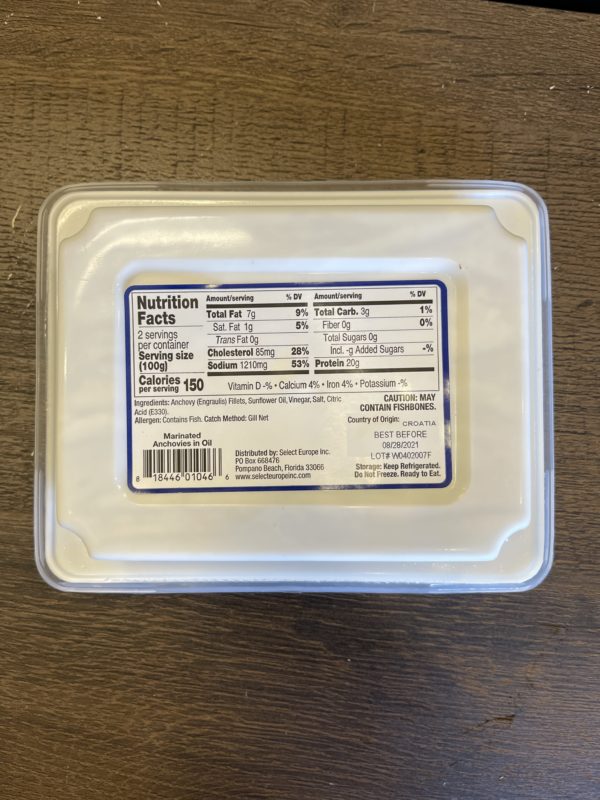 Nutrition Facts
2 servings per container
Serving size (100g)
Calories per serving 150
Amount/serving % DV
Total Fat 7g 9%
Sat. Fat 1g 5%
Trans Fat 0g
Cholesterol 85mg 28%
Sodium 1210mg 53%
Amount/serving % DV
Total Carb. 3g 1%
Fiber 0g 0%
Total Sugars 0g
Incl. -g Added Sugars -%
Protein 20g
Vitamin D -% • Calcium 4% • Iron 4% • Potassium -%
Ingredients: Anchovy (Engraulis) Fillets, Sunflower Oil, Vinegar, Salt, Citric
Acid (E330).
Allergen: Contains Fish. Catch Method: Gill Net
CAUTION: MAY
CONTAIN FISHBONES.
Country of Origin: CROATIA
BEST BEFORE
08/28/2021
LOT# W0402007F
Storage: Keep Refrigerated.
Do Not Freeze. Ready to Eat.
Marinated
Anchovies in Oil
8 18446 01046 6
Distributed by: Select Europe Inc.
PO Box 668476
Pompano Beach, Florida 33066
www.selecteuropeinc.com